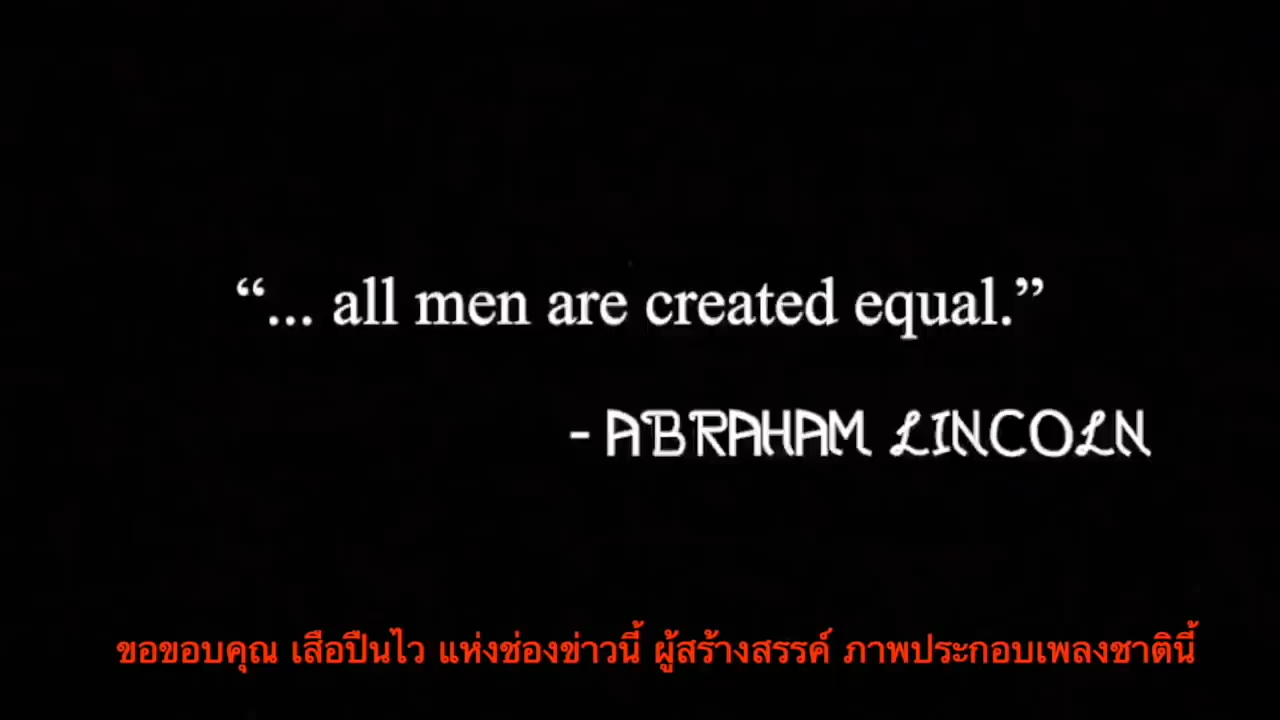 “... all men are created equal.”
- ABRAHAM LINCOLN
ขอขอบคุณ เสือปืนไว แห่งช่องข่าวนี้ ผู้สร้างสรรค์ ภาพประกอบเพลงชาตินี้